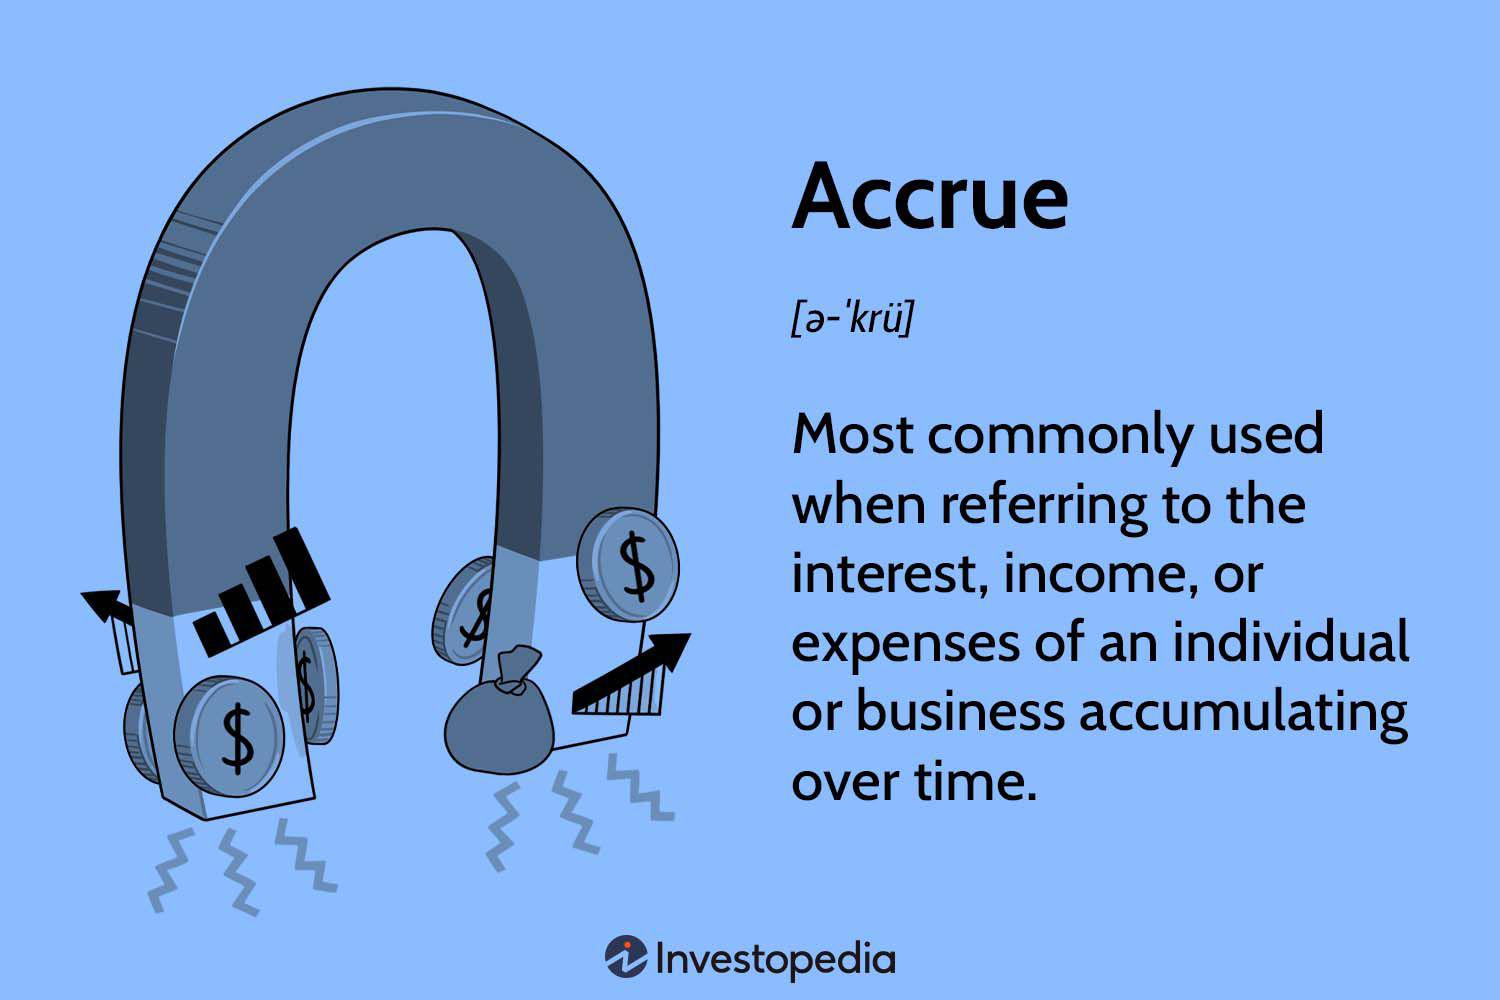 Accrue
[ə-ˈkrü]
Most commonly used
when referring to the
interest, income, or
expenses of an individual
or business accumulating
over time.
$
$
$
$
Investopedia